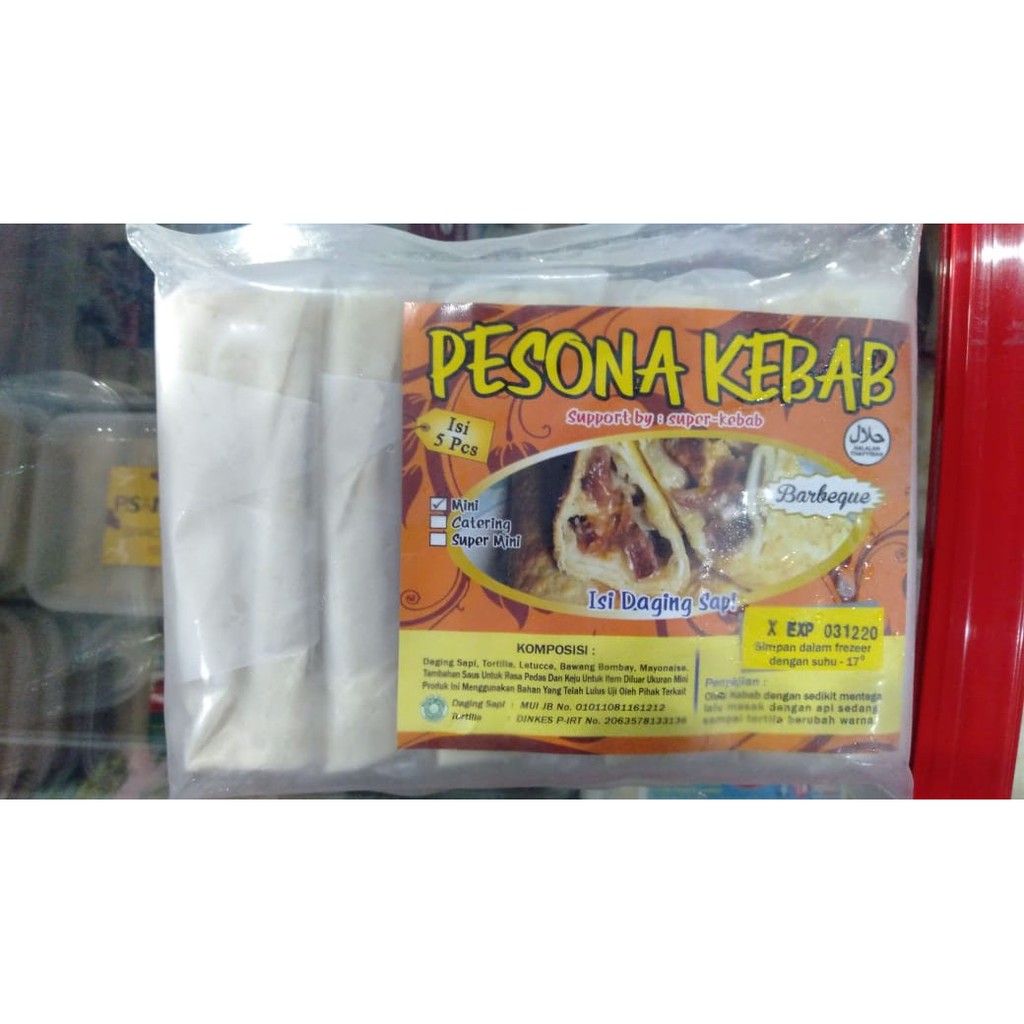 PESONA KEBAB
Support by : super-kebab
Isi
5 Pcs
حلال
Mini
Catering
Super Mini
Barbeque
Isi Daging Sapi
X EXP 031220
Simpan dalam frezeer
dengan suhu - 17°
KOMPOSISI :
Daging Sapi, Tortilla, Letucce, Bawang Bombay, Mayonaise.
Tambahan Saus Untuk Rasa Pedas Dan Keju Untuk Item Diluar Ukuran Mini
Produk Ini Menggunakan Bahan Yang Telah Lulus Uji Oleh Pihak Terkait
Daging Sapi : MUI JB No. 01011081161212
Tortilla : DINKES P-IRT No. 2063578133136
Penyajian :
Oles Kebab dengan sedikit mentega
lalu masak dengan api sedang
sampai tortila berubah warna